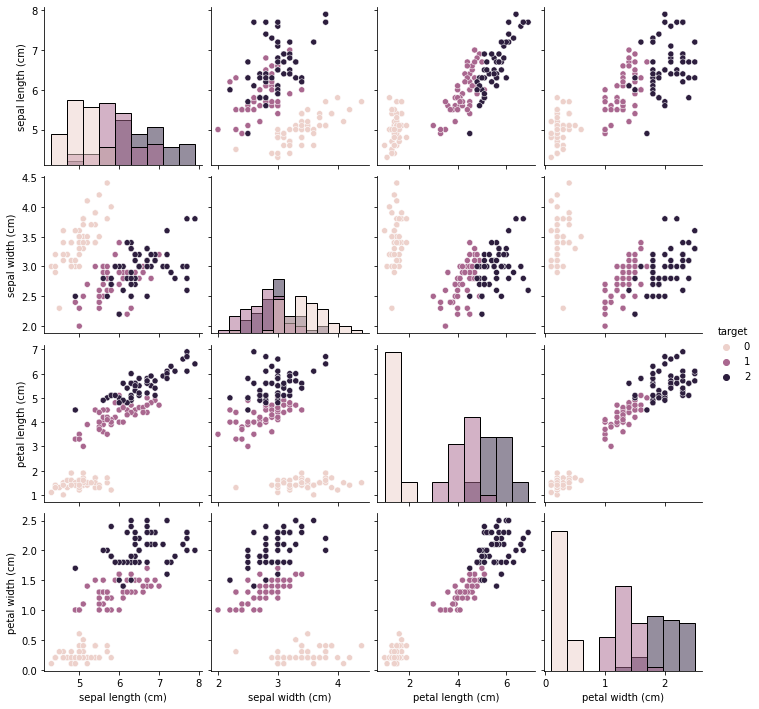 8
7
6
5
sepal length (cm)
4.5
4.0
3.5
3.0
2.5
2.0
sepal width (cm)
target
0
1
2
7
6
5
4
3
2
1
petal length (cm)
2.5
2.0
1.5
1.0
0.5
0.0
petal width (cm)
5 6 7 8
sepal length (cm)
2 3 4
sepal width (cm)
2 4 6
petal length (cm)
0 2
petal width (cm)